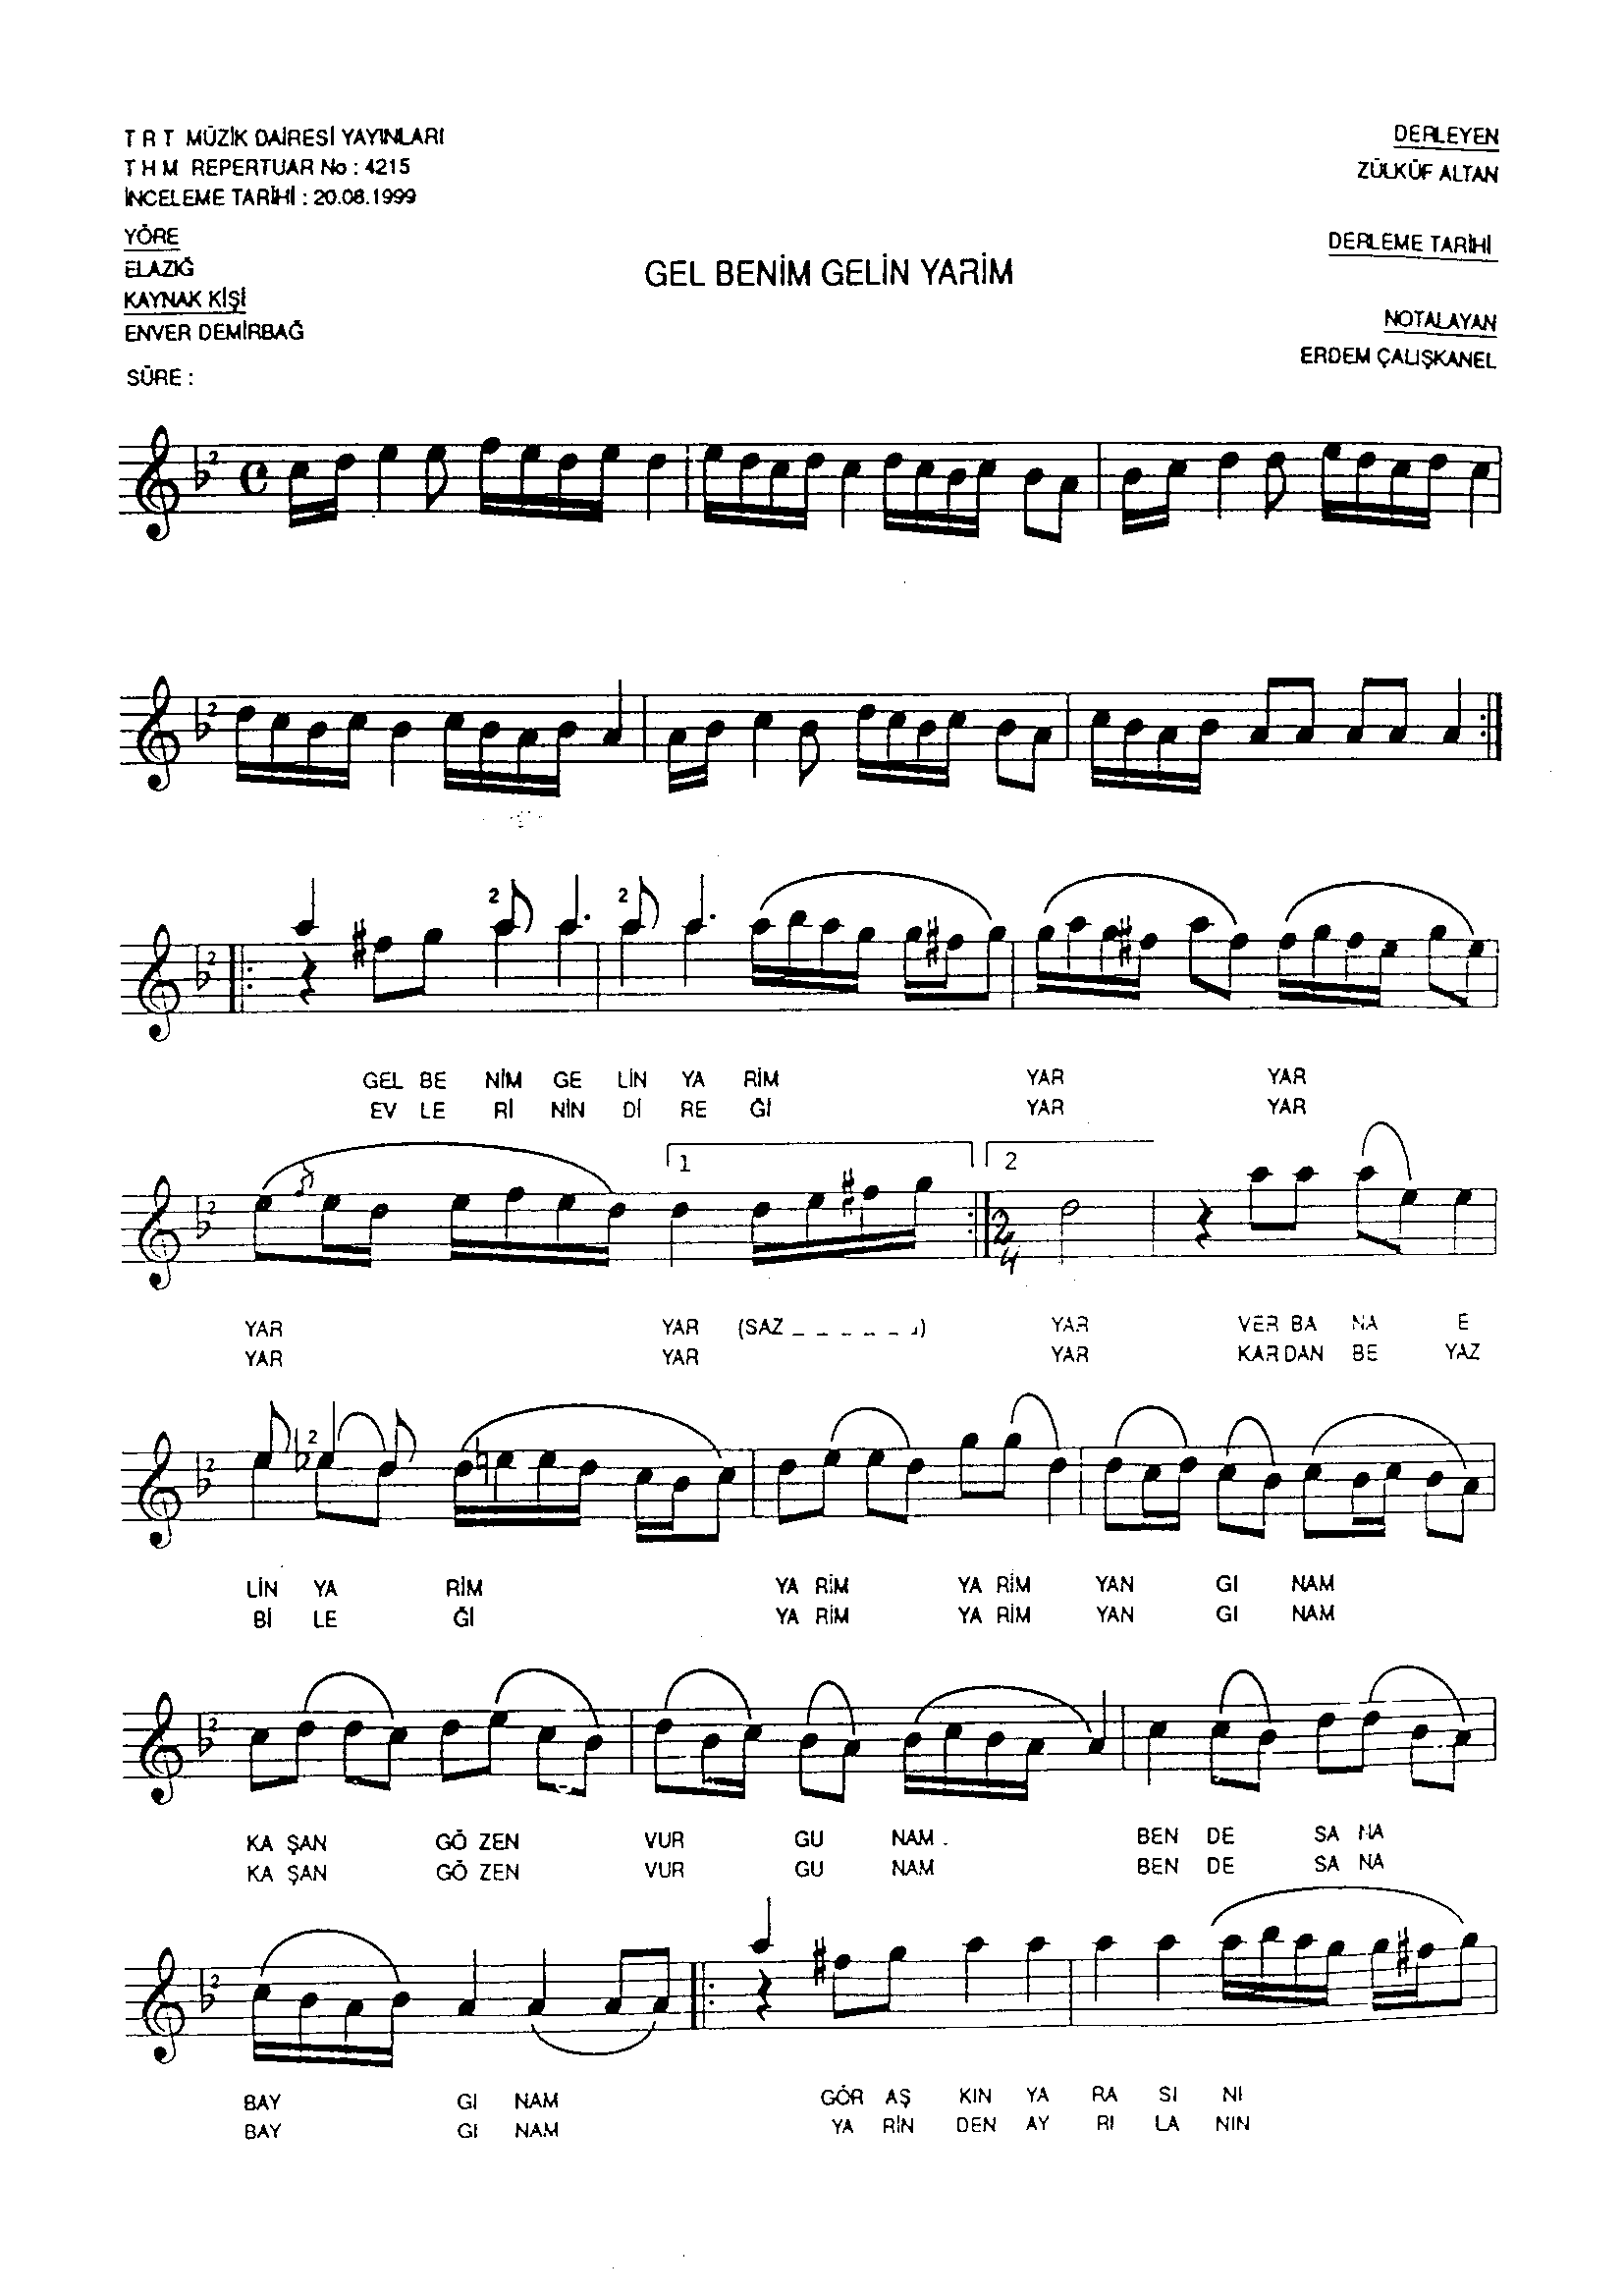 T R T MÜZİK DAİRESİ YAYINLARI
T H M REPERTUAR No : 4215
İNCELEME TARİHİ : 20.08.1999
YÖRE
ELAZIĞ
KAYNAK KİŞİ
ENVER DEMİRBAĞ
SÜRE :
GEL BENİM GELİN YARİM
DERLEYEN
ZÜLKÜF ALTAN
DERLEME TARİHİ
NOTALAYAN
ERDEM ÇALIŞKANEL
GEL BE NİM GE LİN YA RİM YAR YAR
EV LE Rİ NİN Dİ RE Ğİ YAR YAR
1 2
2 4
YAR YAR (SAZ _ _ _ _ _ _) YAR VER BA NA E
YAR YAR YAR KAR DAN BE YAZ
LİN YA RİM YA RİM YA RİM YAN GI NAM
Bİ LE Ğİ YA RİM YA RİM YAN GI NAM
KA ŞAN GÖ ZEN VUR GU NAM . BEN DE SA NA
KA ŞAN GÖ ZEN VUR GU NAM BEN DE SA NA
BAY GI NAM GÖR AŞ KIN YA RA SI NI
BAY GI NAM YA RİN DEN AY RI LA NIN